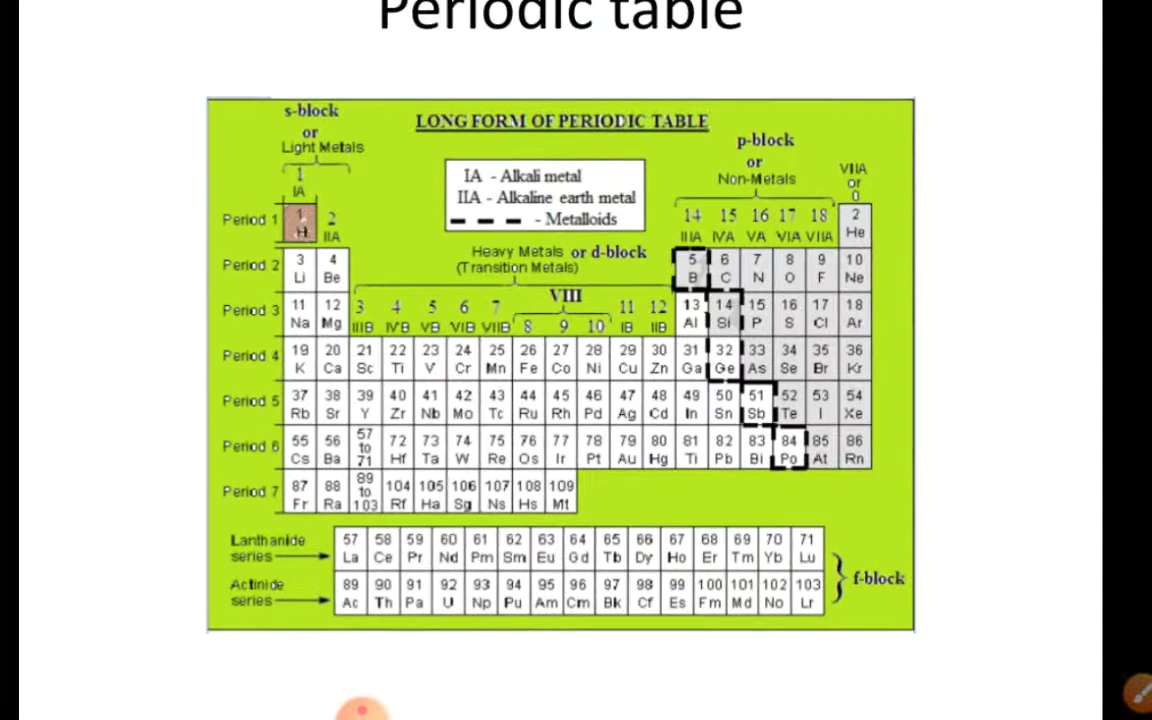 Periodic table
s-block
or
Light Metals
LONG FORM OF PERIODIC TABLE
p-block
or
Non-Metals
VIIA
or
0
1
IA
IA - Alkali metal
IIA - Alkaline earth metal
- Metalloids
Period 1
1
H
2
IIA
14 15 16 17 18
IIIA IVA VA VIA VIIA
2
He
Heavy Metals or d-block
(Transition Metals)
Period 2
3 4 5 6 7 8 9 10
Li Be B C N O F Ne
VIII
Period 3
11 12 3 4 5 6 7 8 9 10 11 12 13 14 15 16 17 18
Na Mg IIIB IVB VB VIB VIIB IB IIB Al Si P S Cl Ar
Period 4
19 20 21 22 23 24 25 26 27 28 29 30 31 32 33 34 35 36
K Ca Sc Ti V Cr Mn Fe Co Ni Cu Zn Ga Ge As Se Br Kr
Period 5
37 38 39 40 41 42 43 44 45 46 47 48 49 50 51 52 53 54
Rb Sr Y Zr Nb Mo Tc Ru Rh Pd Ag Cd In Sn Sb Te I Xe
Period 6
55 56 57 to 71 72 73 74 75 76 77 78 79 80 81 82 83 84 85 86
Cs Ba Hf Ta W Re Os Ir Pt Au Hg Ti Pb Bi Po At Rn
Period 7
87 88 89 to 103 104 105 106 107 108 109
Fr Ra Rf Ha Sg Ns Hs Mt
Lanthanide
series
57 58 59 60 61 62 63 64 65 66 67 68 69 70 71
La Ce Pr Nd Pm Sm Eu Gd Tb Dy Ho Er Tm Yb Lu
Actinide
series
89 90 91 92 93 94 95 96 97 98 99 100 101 102 103
Ac Th Pa U Np Pu Am Cm Bk Cf Es Fm Md No Lr
f-block